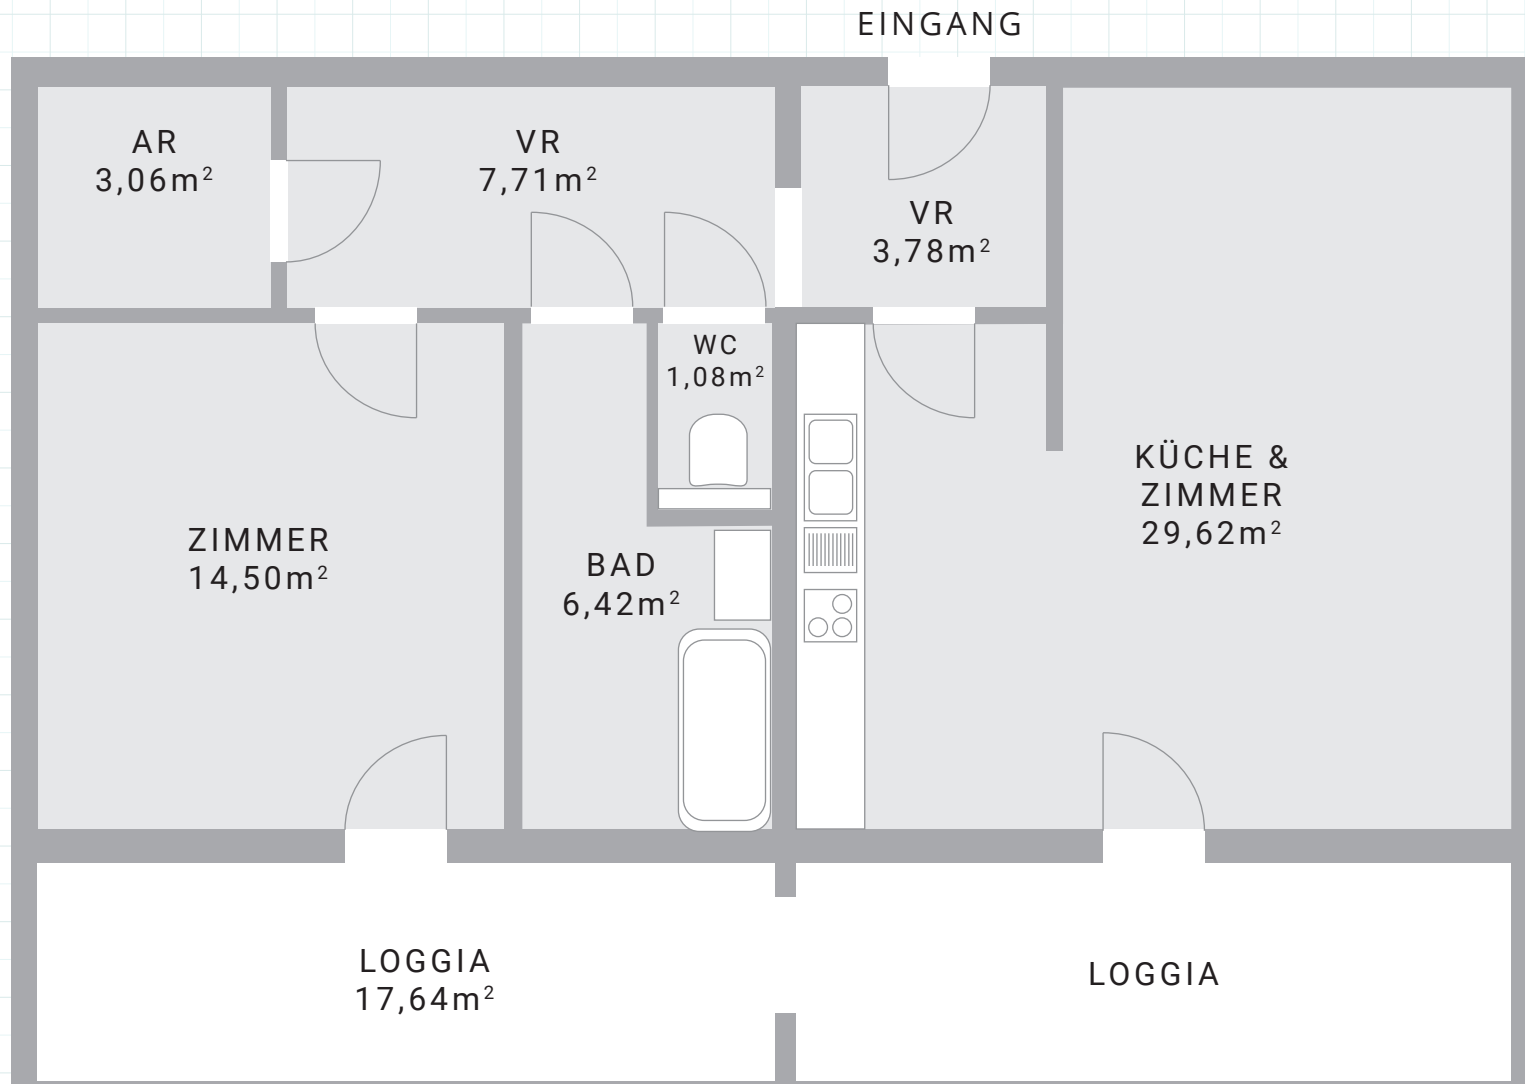 EINGANG
AR
3,06m²
VR
7,71m²
VR
3,78m²
WC
1,08m²
KÜCHE &
ZIMMER
29,62m²
ZIMMER
14,50m²
BAD
6,42m²
LOGGIA
17,64m²
LOGGIA